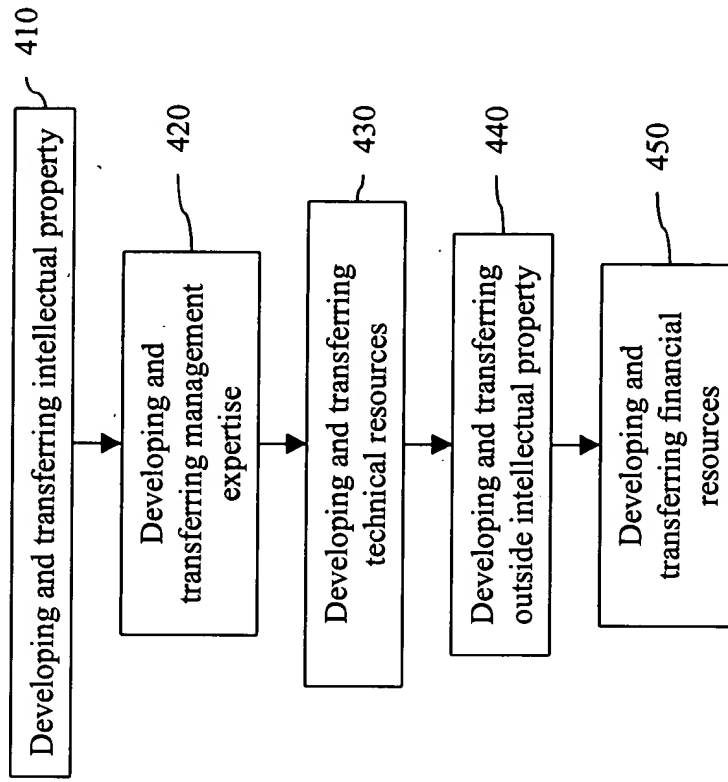 410
Developing and transferring intellectual property
420
Developing and
transferring management
expertise
430
Developing and transferring
technical resources
440
Developing and transferring
outside intellectual property
450
Developing and
transferring financial
resources